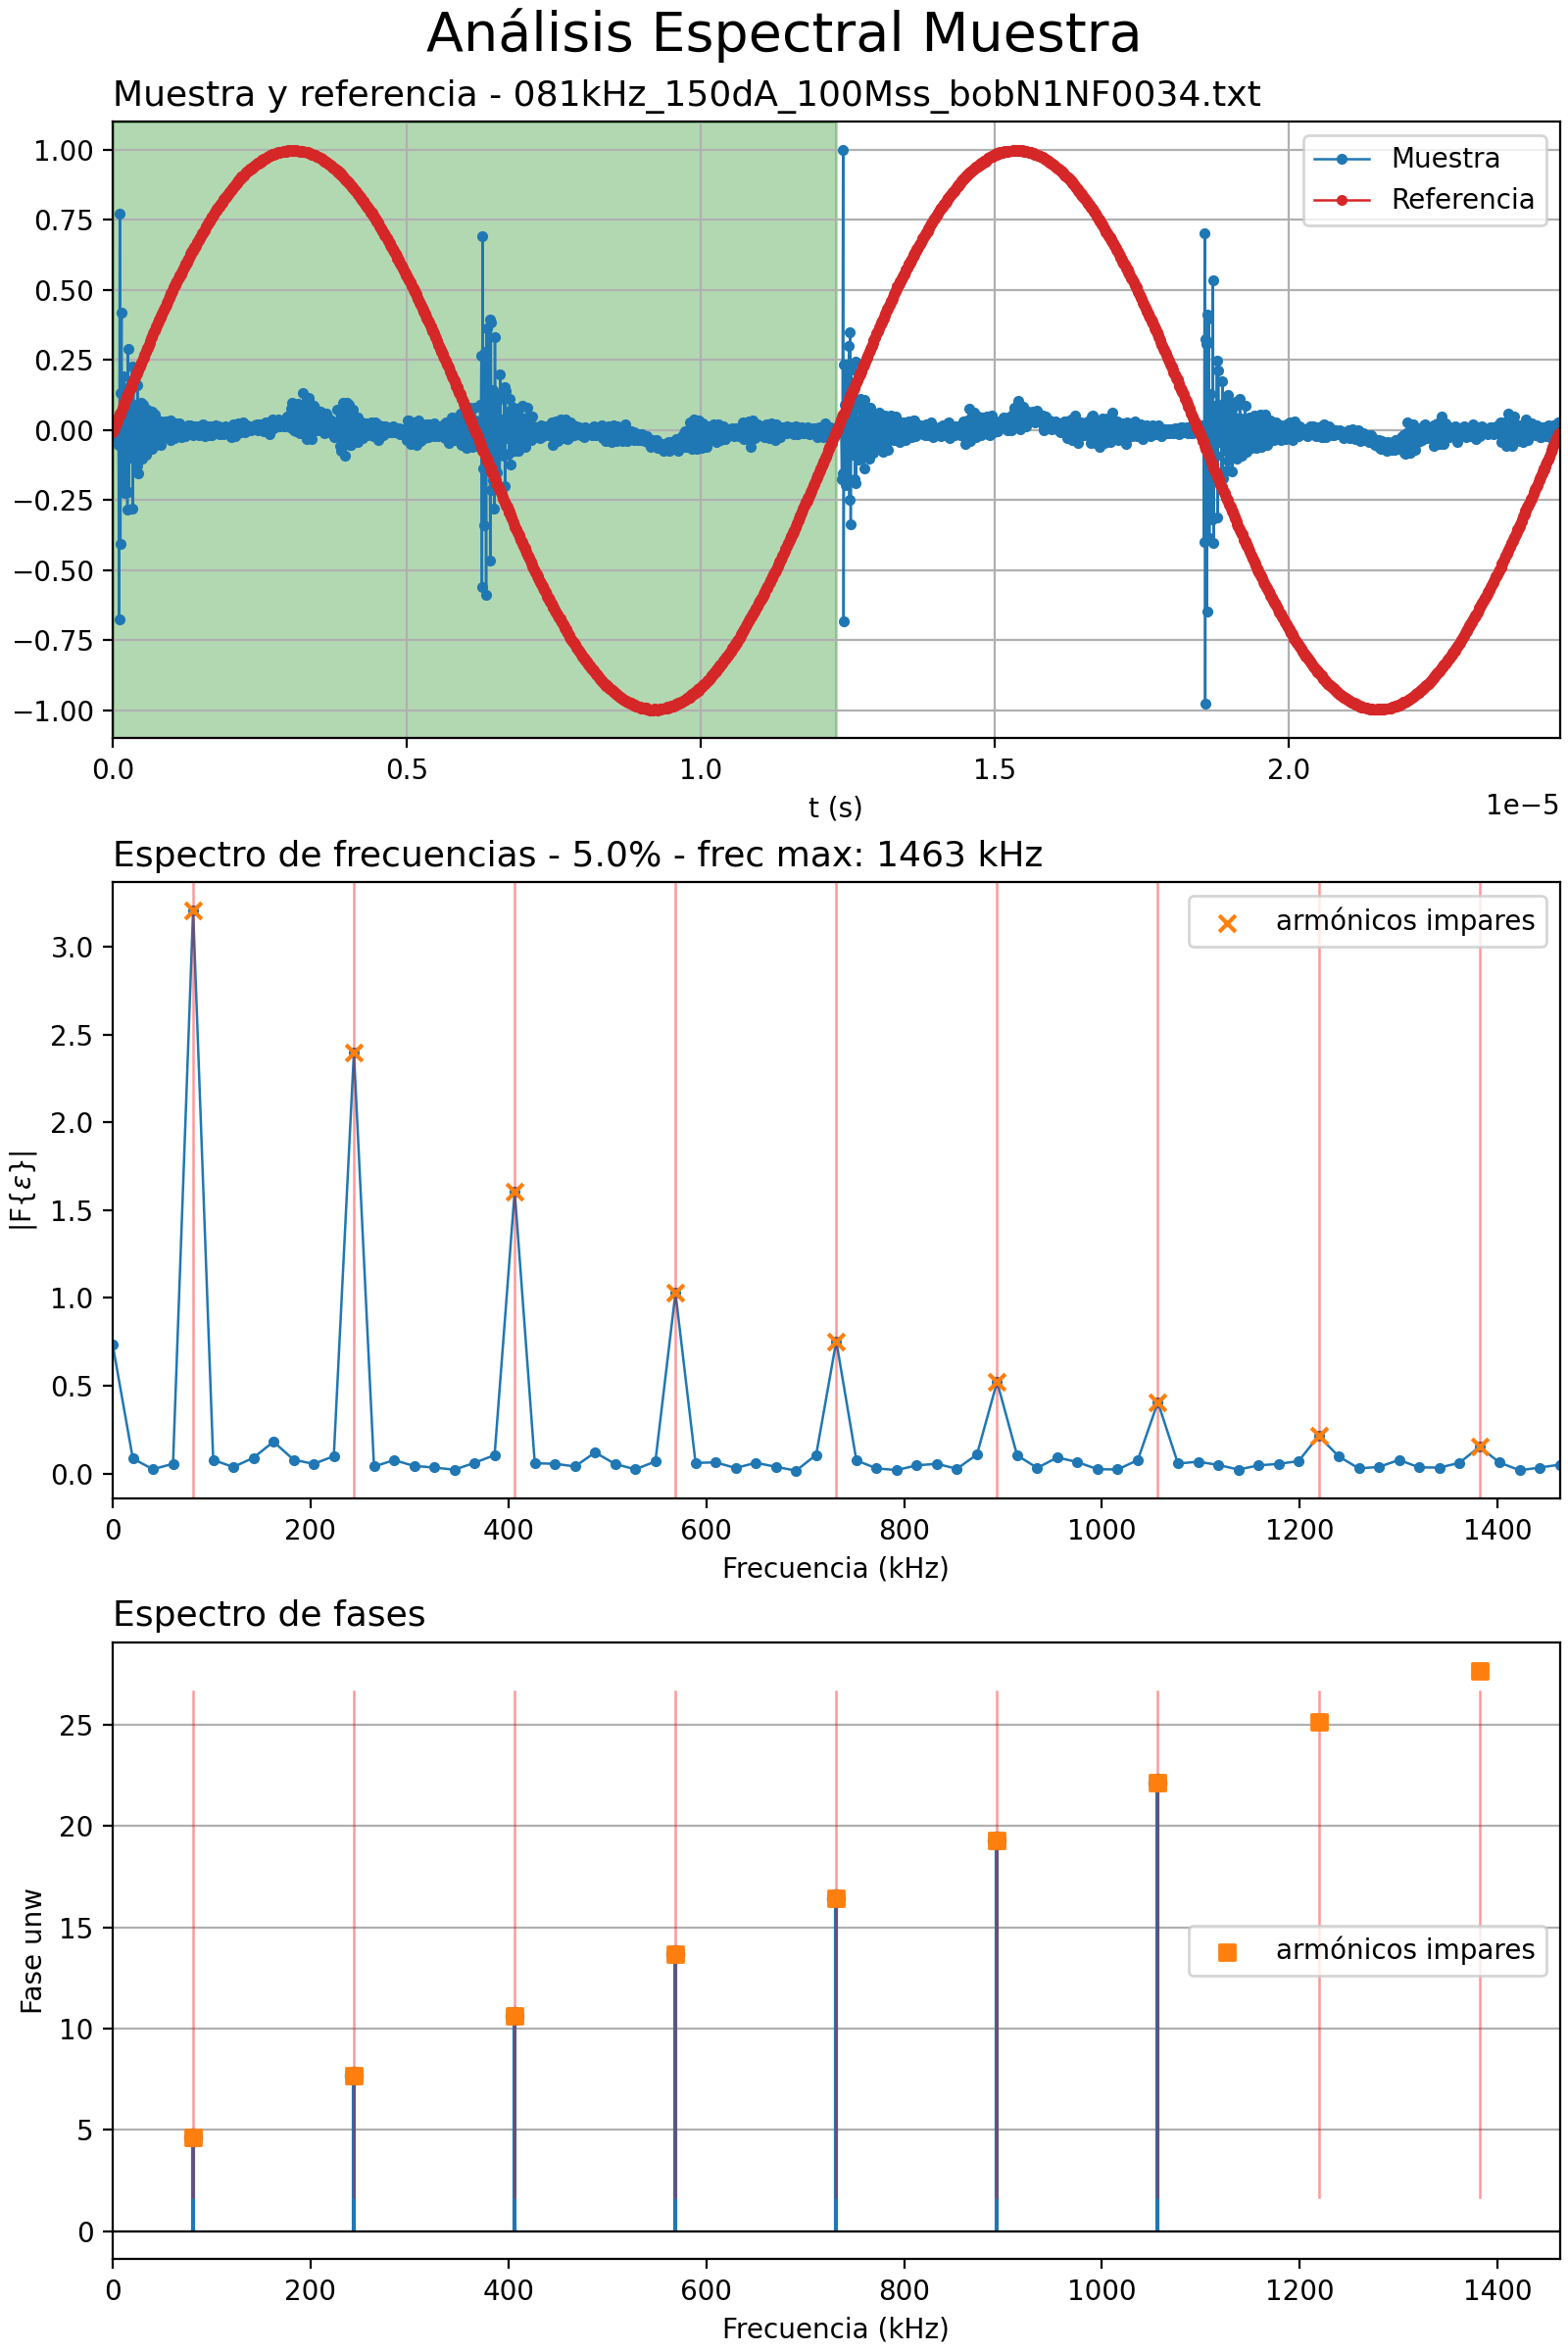 Análisis Espectral Muestra
Muestra y referencia - 081kHz_150dA_100Mss_bobN1NF0034.txt
1.00
0.75
0.50
0.25
0.00
−0.25
−0.50
−0.75
−1.00
Muestra
Referencia
0.0 0.5 1.0 1.5 2.0
t (s)
1e−5
Espectro de frecuencias - 5.0% - frec max: 1463 kHz
3.0
2.5
2.0
1.5
1.0
0.5
0.0
|F{ε}|
armónicos impares
0 200 400 600 800 1000 1200 1400
Frecuencia (kHz)
Espectro de fases
25
20
15
10
5
0
Fase unw
armónicos impares
0 200 400 600 800 1000 1200 1400
Frecuencia (kHz)